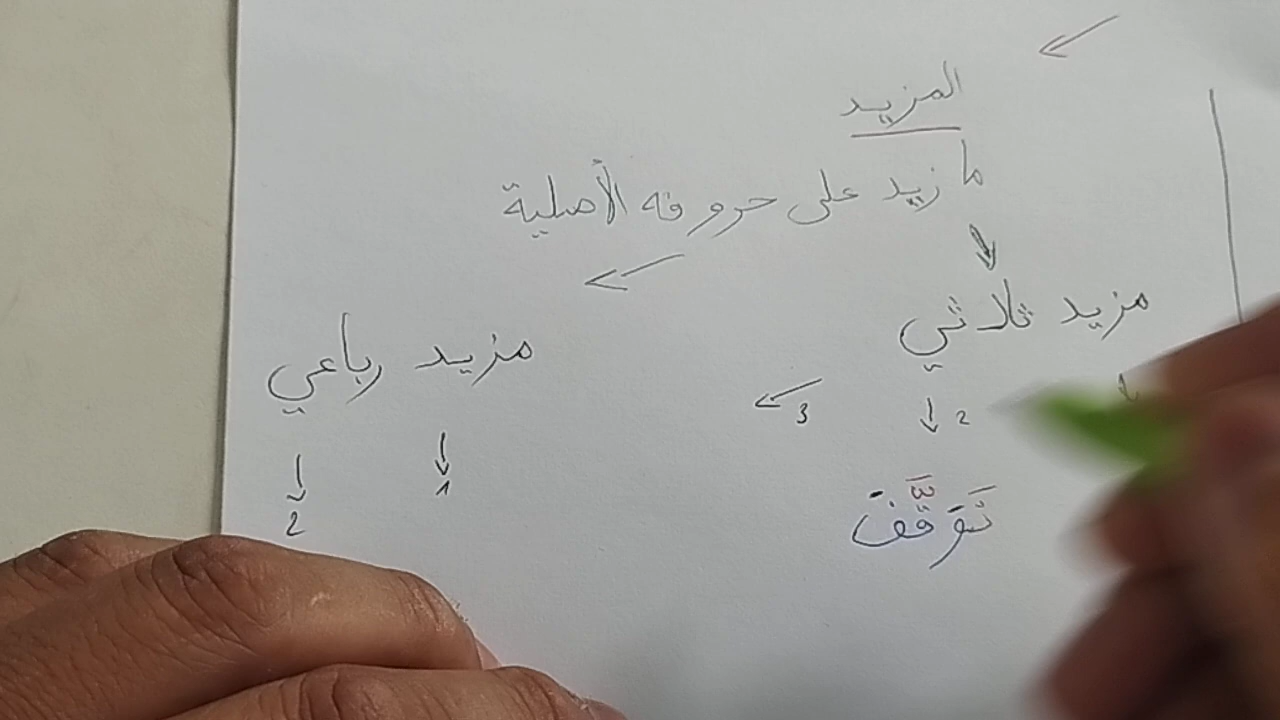 المزيد
ما زيد على حروفه الأصلية
مزيد ثلاثي
مزيد رباعي
2 3
1
2
تَوَقَّفَ